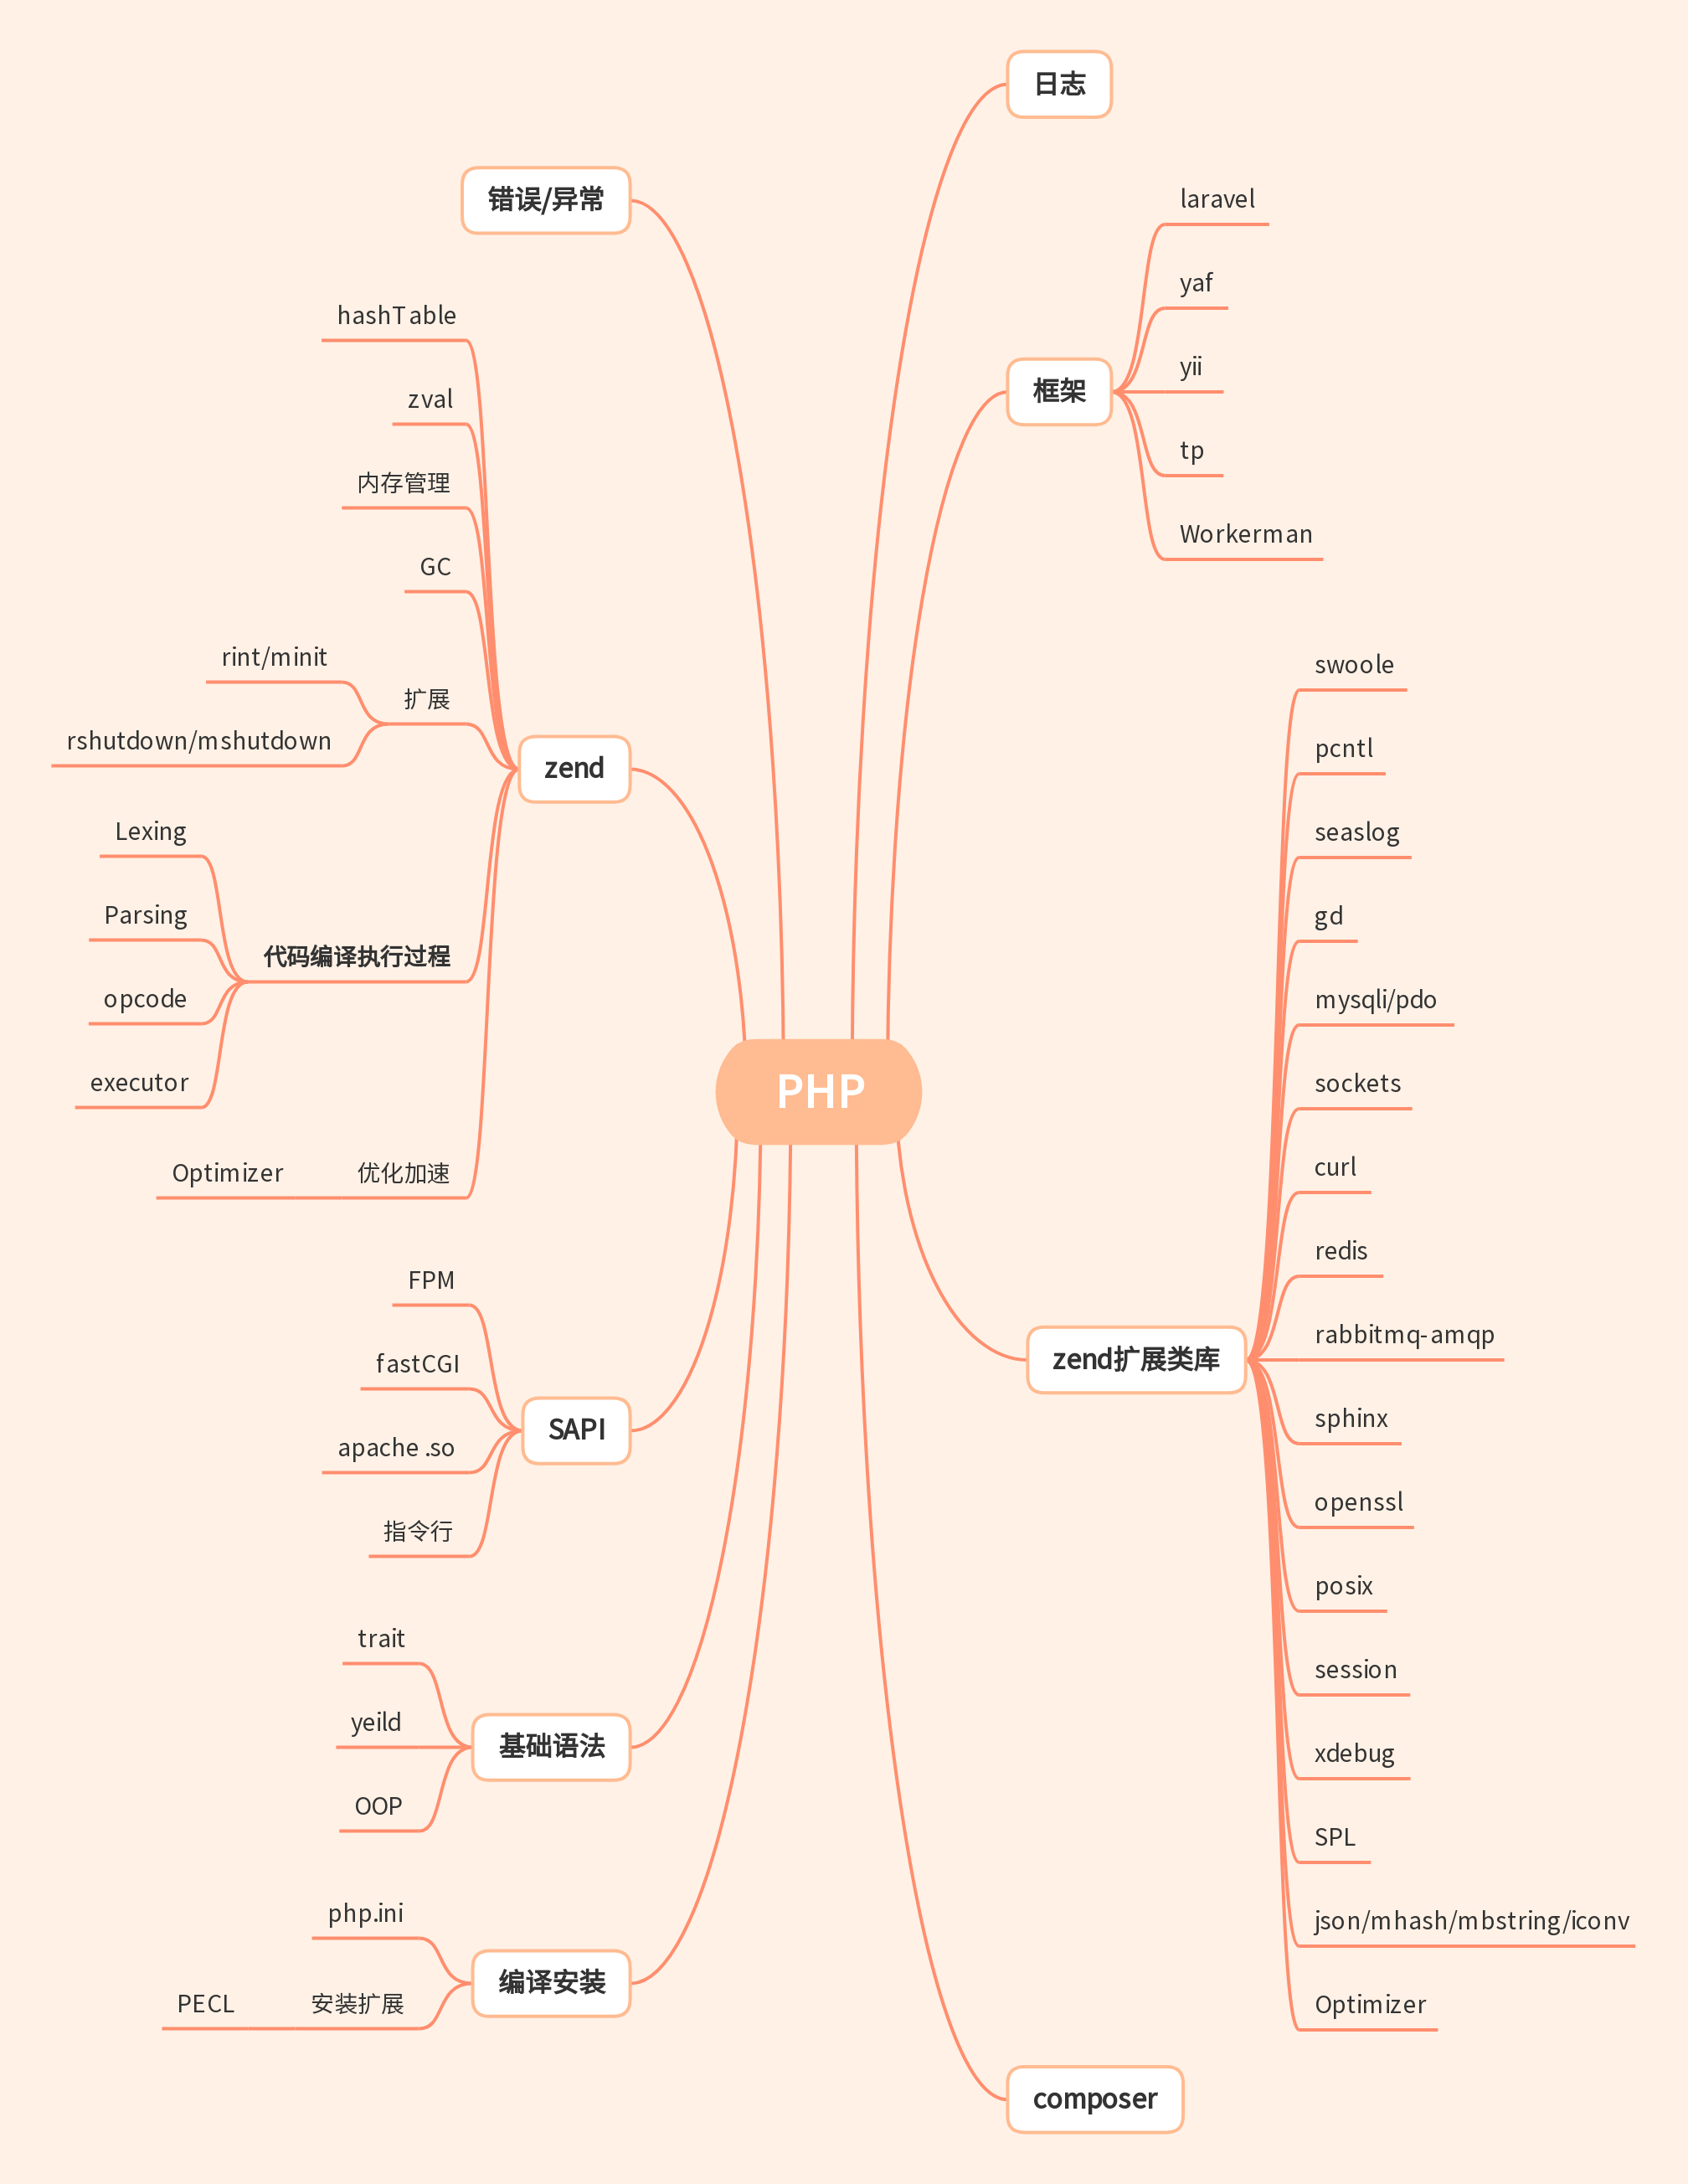 PHP
日志
框架
laravel
yaf
yii
tp
Workerman
zend扩展类库
swoole
pcntl
seaslog
gd
mysqli/pdo
sockets
curl
redis
rabbitmq-amqp
sphinx
openssl
posix
session
xdebug
SPL
json/mhash/mbstring/iconv
Optimizer
composer
错误/异常
zend
hashTable
zval
内存管理
GC
扩展
rint/minit
rshutdown/mshutdown
代码编译执行过程
Lexing
Parsing
opcode
executor
优化加速
Optimizer
SAPI
FPM
fastCGI
apache .so
指令行
基础语法
trait
yeild
OOP
编译安装
php.ini
安装扩展
PECL